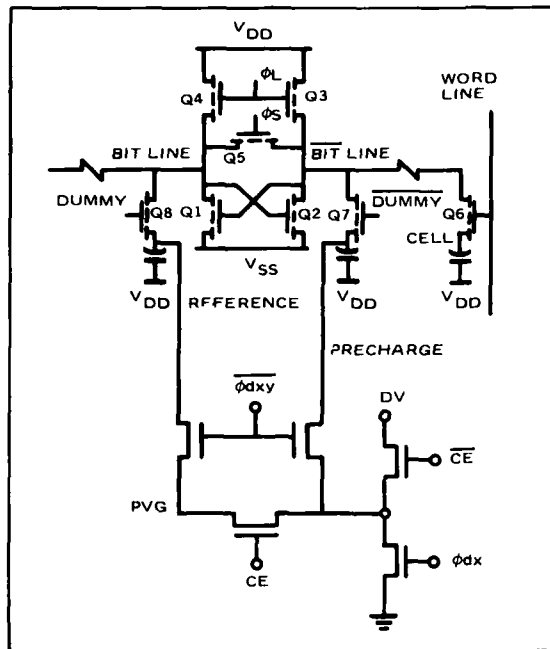 VDD
WORD LINE
Q4
φL
Q3
φS
BIT LINE
Q5
BIT LINE
DUMMY
Q8
Q1
Q2
Q7
DUMMY
Q6
CELL
VDD
VSS
VDD
VDD
RFFERENCE
PRECHARGE
φdxy
DV
CE
PVG
CE
φdx